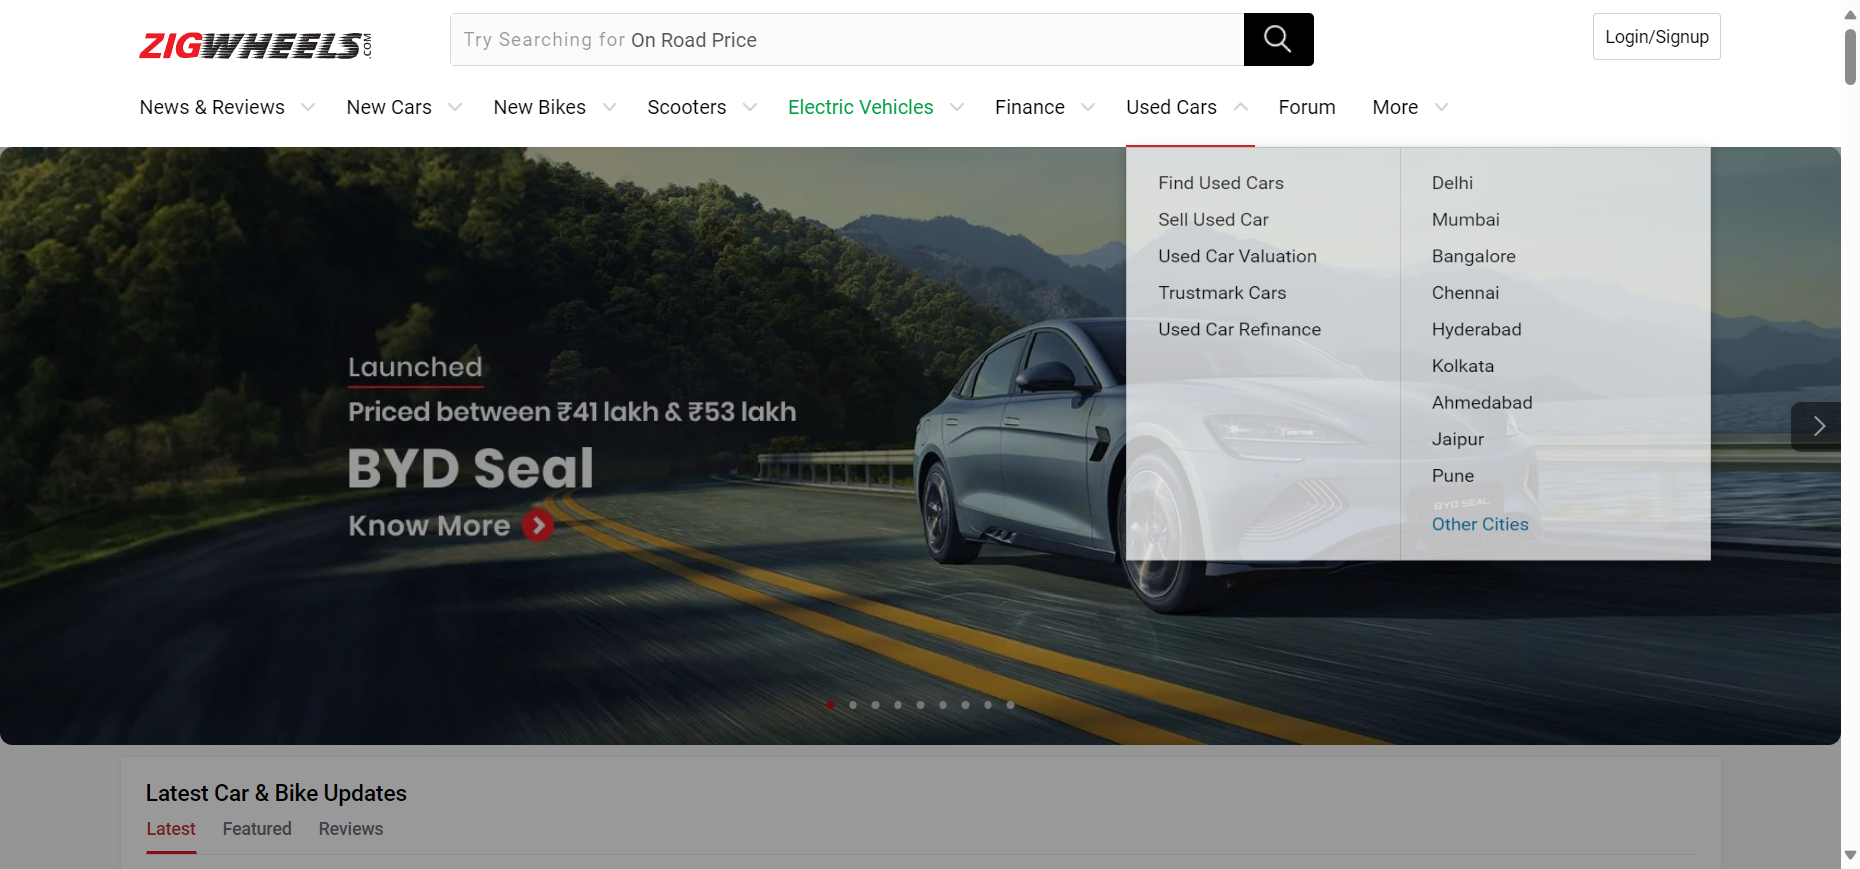 ZIGWHEELS.COM
Try Searching for On Road Price
Login/Signup
News & Reviews New Cars New Bikes Scooters Electric Vehicles Finance Used Cars Forum More
Find Used Cars
Sell Used Car
Used Car Valuation
Trustmark Cars
Used Car Refinance
Delhi
Mumbai
Bangalore
Chennai
Hyderabad
Kolkata
Ahmedabad
Jaipur
Pune
Other Cities
Launched
Priced between ₹41 lakh & ₹53 lakh
BYD Seal
Know More
BYD SEAL
Latest Car & Bike Updates
Latest Featured Reviews